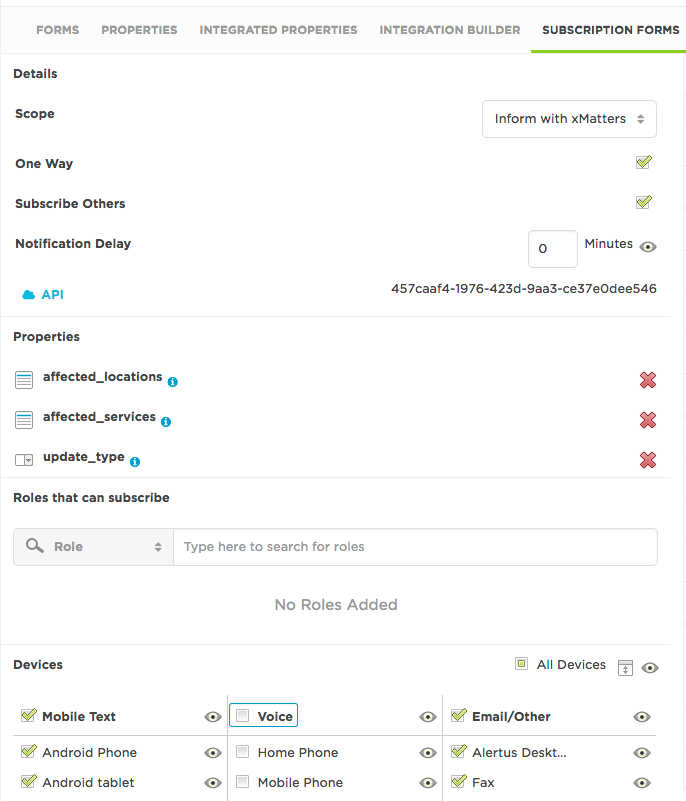 FORMS PROPERTIES INTEGRATED PROPERTIES INTEGRATION BUILDER SUBSCRIPTION FORMS
Details
Scope Inform with xMatters
One Way
Subscribe Others
Notification Delay 0 Minutes
API 457caaf4-1976-423d-9aa3-ce37e0dee546
Properties
affected_locations
affected_services
update_type
Roles that can subscribe
Role Type here to search for roles
No Roles Added
Devices All Devices
Mobile Text Voice Email/Other
Android Phone Home Phone Alertus Deskt...
Android tablet Mobile Phone Fax